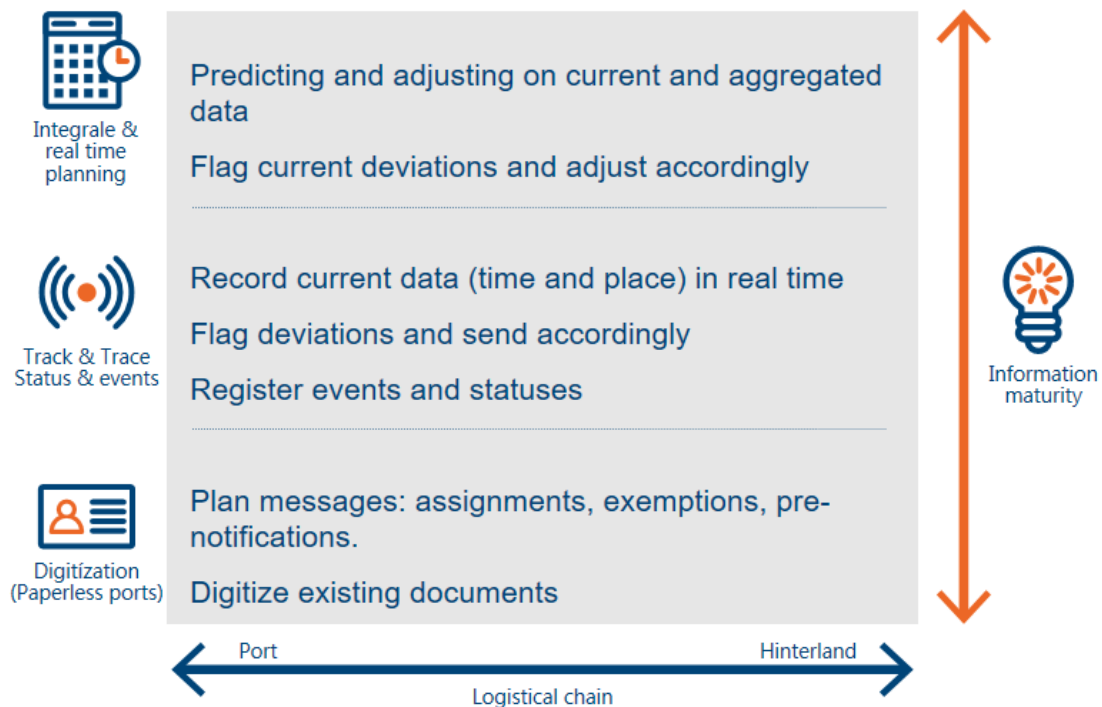 Integrale &
real time
planning
Predicting and adjusting on current and aggregated
data
Flag current deviations and adjust accordingly
Track & Trace
Status & events
Record current data (time and place) in real time
Flag deviations and send accordingly
Register events and statuses
Information
maturity
Digitízation
(Paperless ports)
Plan messages: assignments, exemptions, pre-
notifications.
Digitize existing documents
Port
Hinterland
Logistical chain